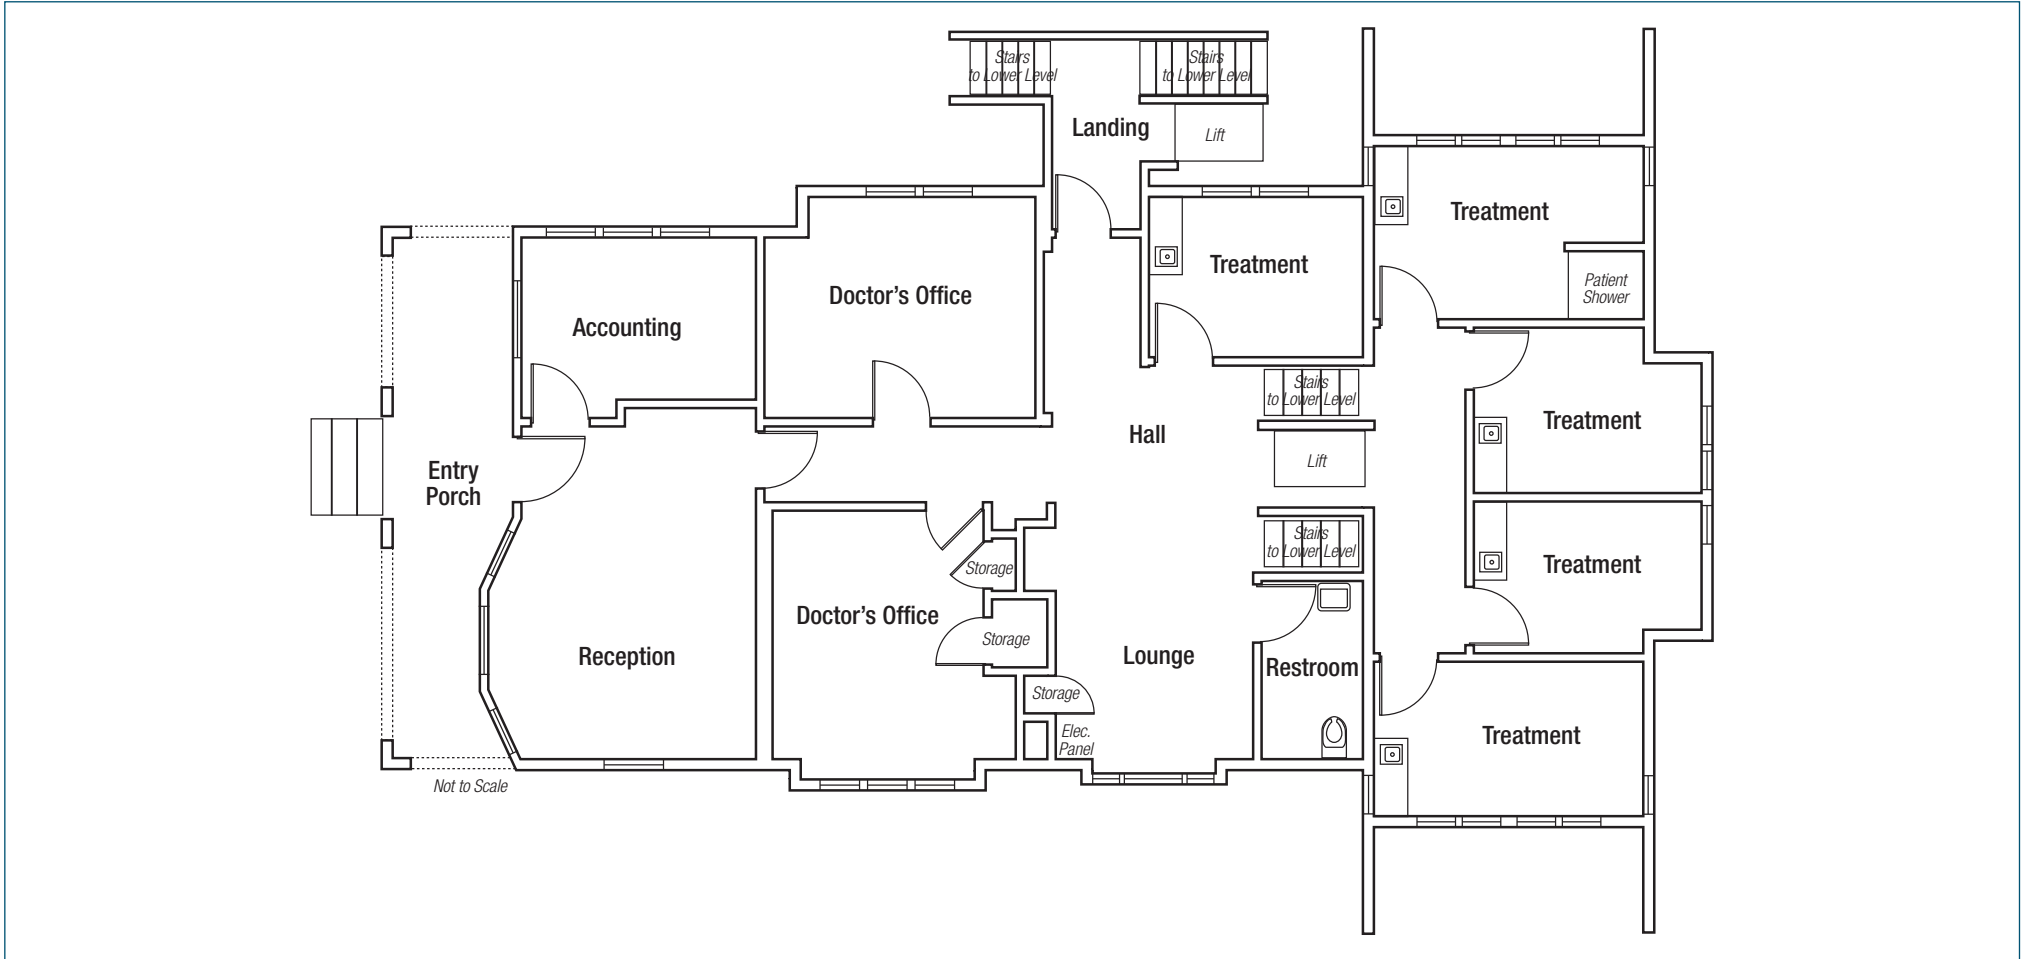 Stairs
to Lower Level
Stairs
to Lower Level
Landing
Lift
Treatment
Treatment
Patient
Shower
Doctor’s Office
Accounting
Stairs
to Lower Level
Treatment
Hall
Lift
Entry
Porch
Stairs
to Lower Level
Treatment
Storage
Doctor’s Office
Storage
Reception
Lounge
Restroom
Storage
Elec.
Panel
Treatment
Not to Scale